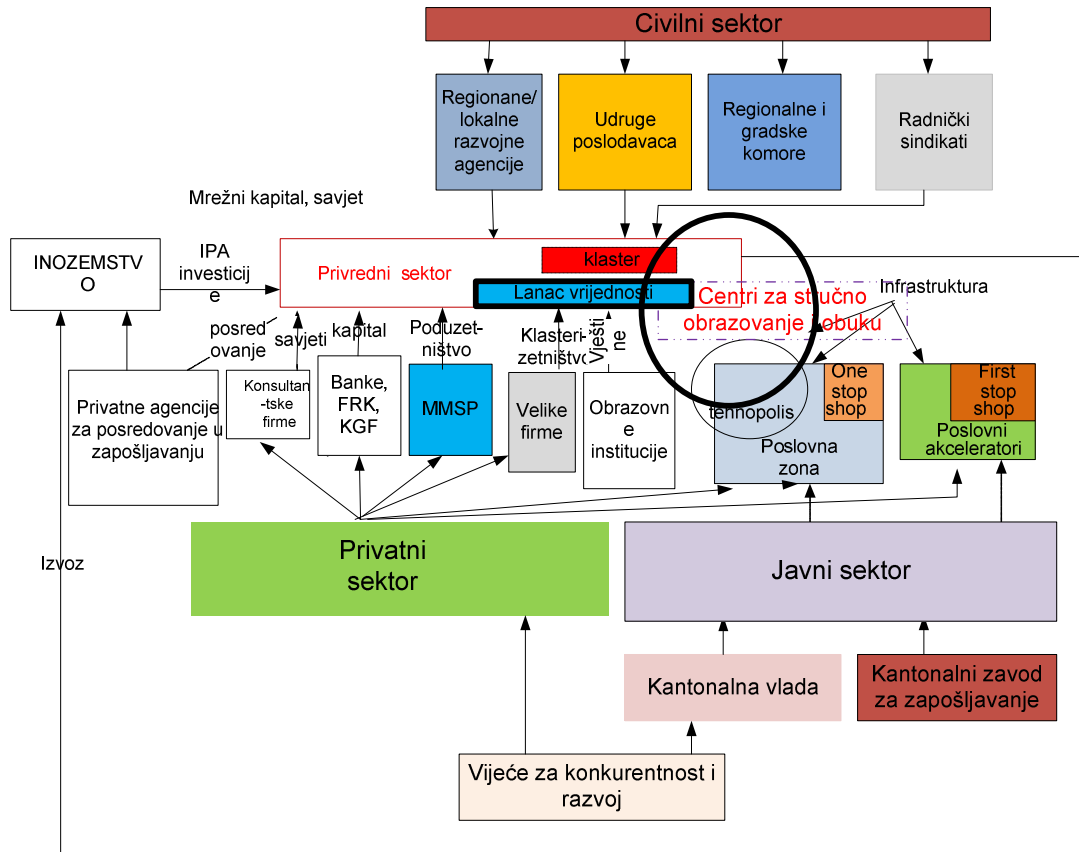 Civilni sektor
Regionane/
lokalne
razvojne
agencije
Udruge
poslodavaca
Regionalne i
gradske
komore
Radnički
sindikati
Mrežni kapital, savjet
INOZEMSTV
O
IPA
investicij
e
Privredni sektor
klaster
Lanac vrijednosti
Centri za stručno
obrazovanje i obuku
Infrastruktura
posred
ovanje
savjeti
kapital
Poduzet-
ništvo
Klasteri-
zetništvo
Vješti
ne
Privatne agencije
za posredovanje u
zapošljavanju
Konsultan
-tske
firme
Banke,
FRK,
KGF
MMSP
Velike
firme
Obrazovn
e
institucije
tehnopolis
One
stop
shop
Poslovna
zona
First
stop
shop
Poslovni
akceleratori
Izvoz
Privatni
sektor
Javni sektor
Kantonalna vlada
Kantonalni zavod
za zapošljavanje
Vijeće za konkurentnost i
razvoj